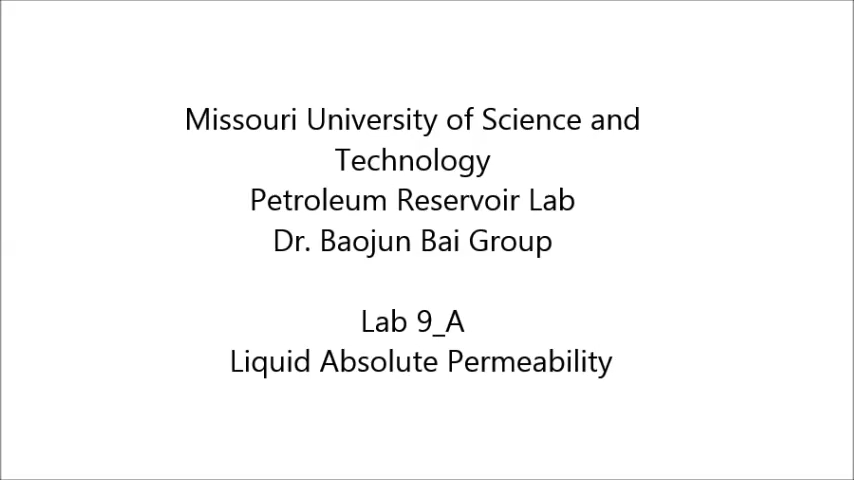 Missouri University of Science and
Technology
Petroleum Reservoir Lab
Dr. Baojun Bai Group
Lab 9_A
Liquid Absolute Permeability